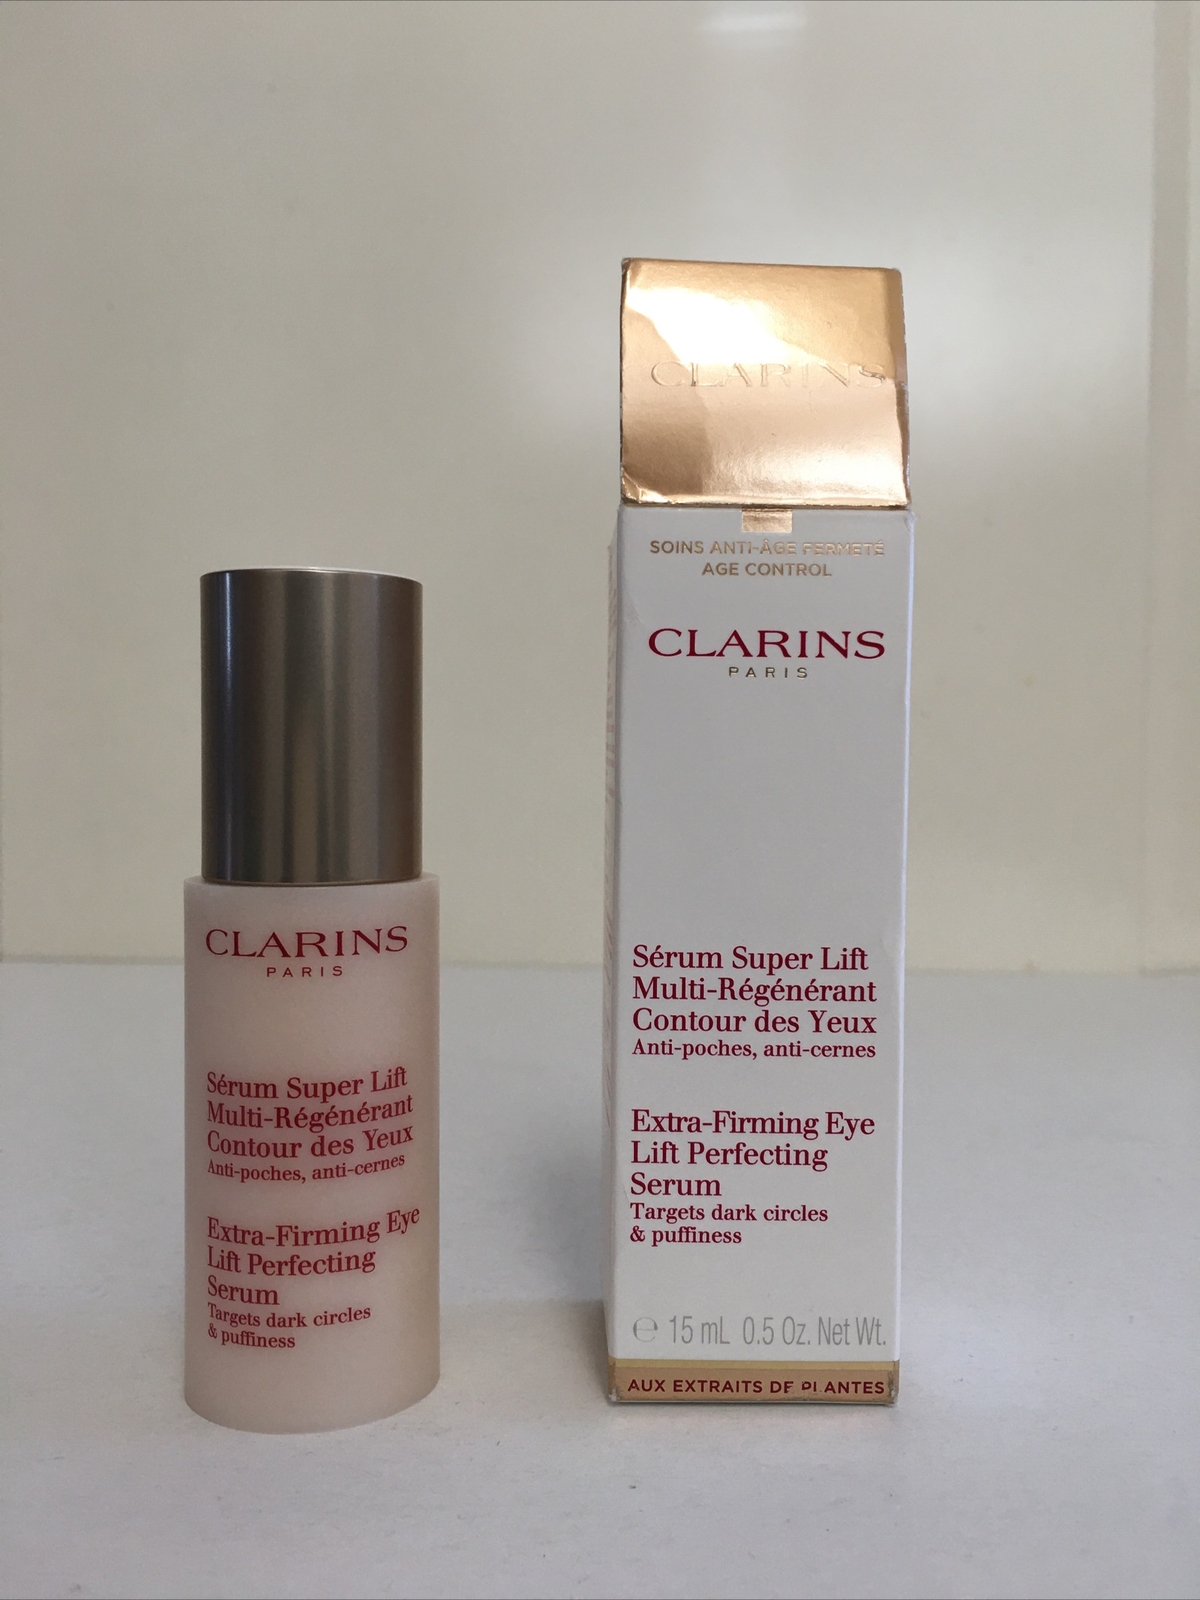 CLARINS
PARIS
Sérum Super Lift
Multi-Régénérant
Contour des Yeux
Anti-poches, anti-cernes
Extra-Firming Eye
Lift Perfecting
Serum
Targets dark circles
& puffiness
CLARINS
SOINS ANTI-ÂGE FERMETÉ
AGE CONTROL
CLARINS
PARIS
Sérum Super Lift
Multi-Régénérant
Contour des Yeux
Anti-poches, anti-cernes
Extra-Firming Eye
Lift Perfecting
Serum
Targets dark circles
& puffiness
℮ 15 mL 0.5 Oz. Net Wt.
AUX EXTRAITS DE PLANTES